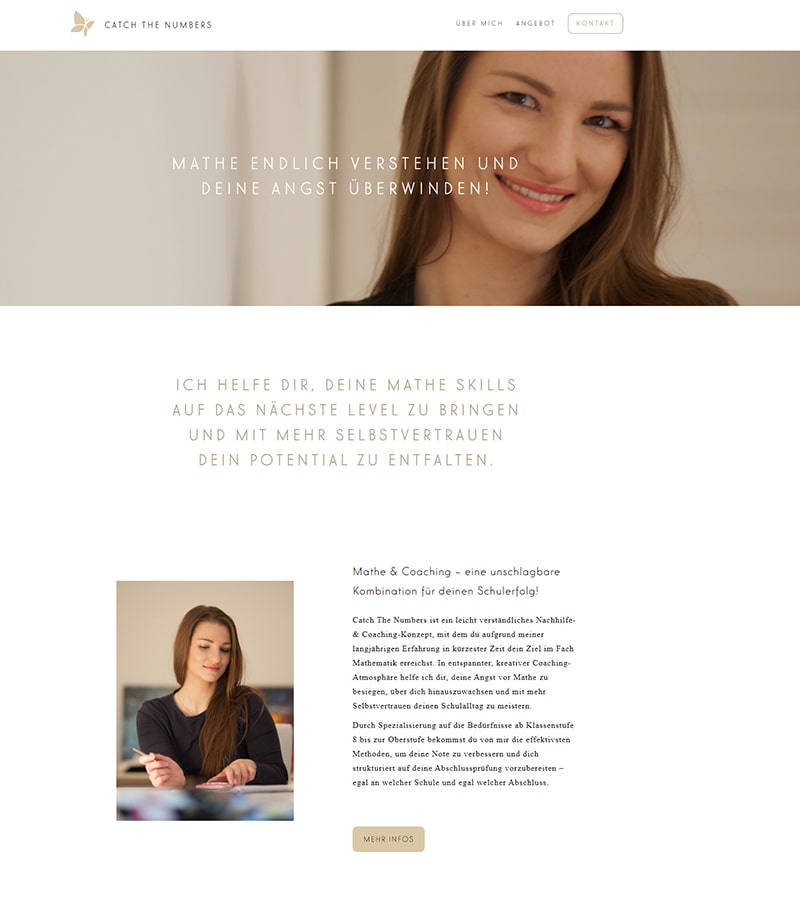 CATCH THE NUMBERS
ÜBER MICH ANGEBOT KONTAKT
MATHE ENDLICH VERSTEHEN UND
DEINE ANGST ÜBERWINDEN!
ICH HELFE DIR, DEINE MATHE SKILLS
AUF DAS NÄCHSTE LEVEL ZU BRINGEN
UND MIT MEHR SELBSTVERTRAUEN
DEIN POTENTIAL ZU ENTFALTEN.
Mathe & Coaching – eine unschlagbare
Kombination für deinen Schulerfolg!
Catch The Numbers ist ein leicht verständliches Nachhilfe-
& Coaching-Konzept, mit dem du aufgrund meiner
langjährigen Erfahrung in kürzester Zeit dein Ziel im Fach
Mathematik erreichst. In entspannter, kreativer Coaching-
Atmosphäre helfe ich dir, deine Angst vor Mathe zu
besiegen, über dich hinauszuwachsen und mit mehr
Selbstvertrauen deinen Schulalltag zu meistern.
Durch Spezialisierung auf die Bedürfnisse ab Klassenstufe
8 bis zur Oberstufe bekommst du von mir die effektivsten
Methoden, um deine Note zu verbessern und dich
strukturiert auf deine Abschlussprüfung vorzubereiten –
egal an welcher Schule und egal welcher Abschluss.
MEHR INFOS